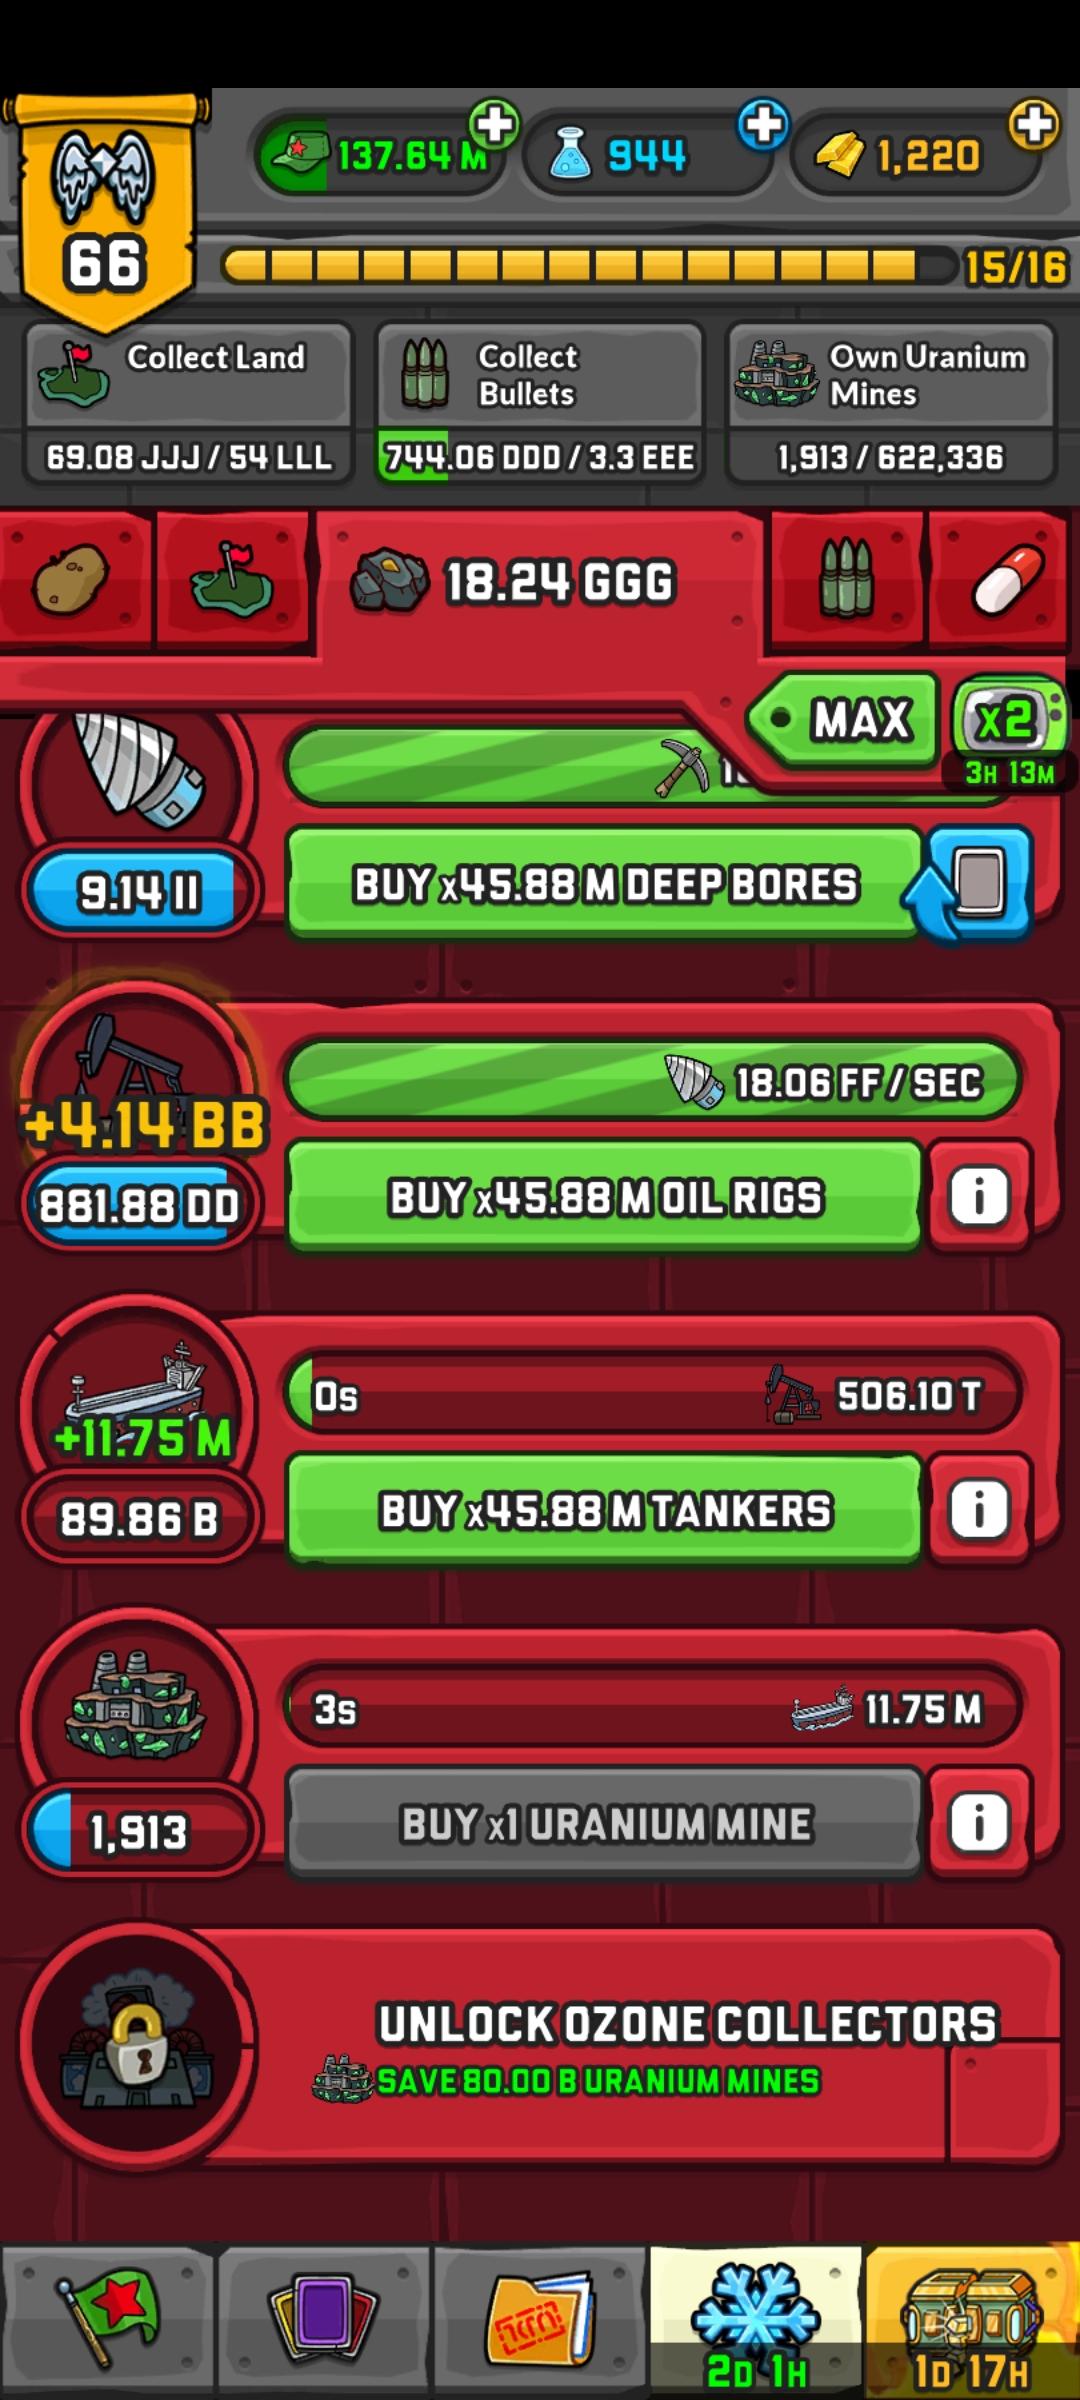 137.64 M
944
1,220
66
15/16
Collect Land
Collect
Bullets
Own Uranium
Mines
69.08 JJJ / 54 LLL
744.06 DDD / 3.3 EEE
1,913 / 622,336
18.24 GGG
MAX
x2
3H 13M
9.14 II
BUY x45.88 M DEEP BORES
+4.14 BB
18.06 FF / SEC
881.88 DD
BUY x45.88 M OIL RIGS
i
+11.75 M
0s
506.10 T
89.86 B
BUY x45.88 M TANKERS
i
3s
11.75 M
1,913
BUY x1 URANIUM MINE
i
UNLOCK OZONE COLLECTORS
SAVE 80.00 B URANIUM MINES
2D 1H
1D 17H